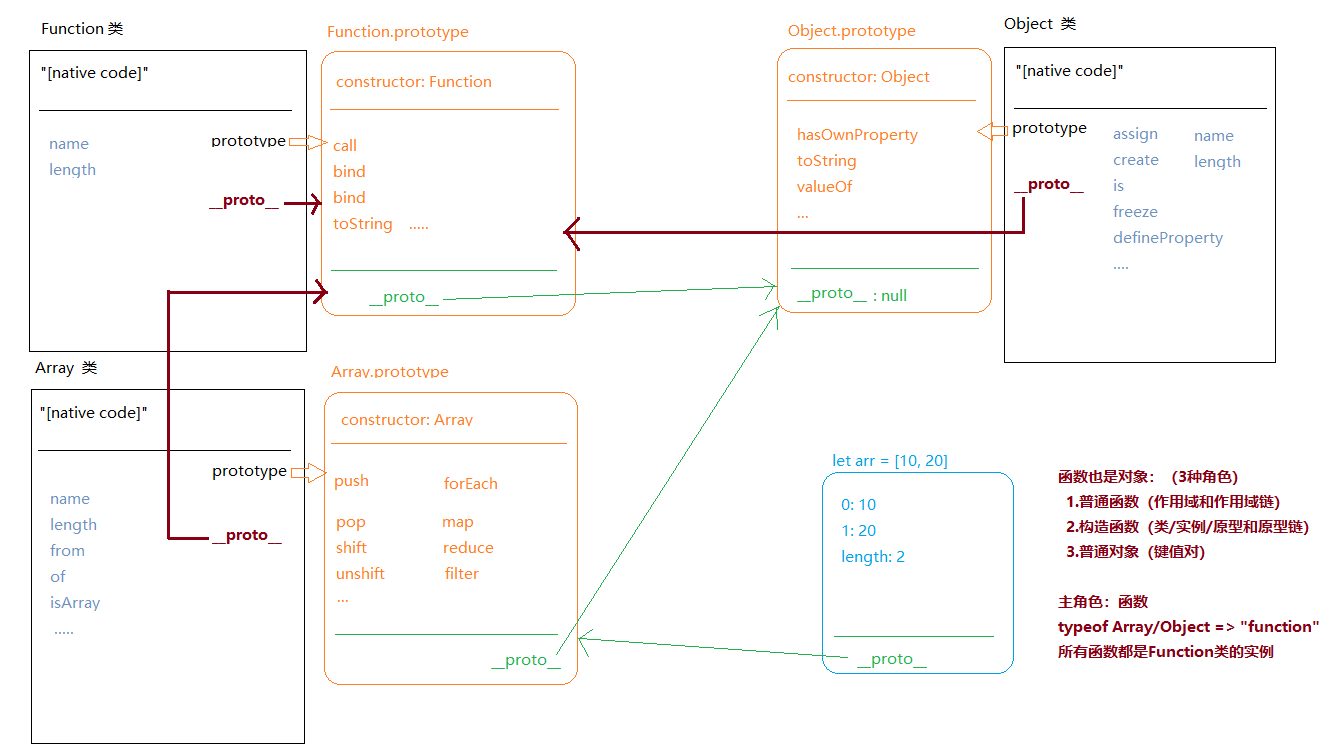 Function 类
"[native code]"
name
length
prototype
__proto__
Function.prototype
constructor: Function
call
bind
bind
toString .....
__proto__
Object.prototype
constructor: Object
hasOwnProperty
toString
valueOf
...
__proto__ : null
Object 类
"[native code]"
prototype
__proto__
assign
create
is
freeze
defineProperty
....
name
length
Array 类
"[native code]"
prototype
name
length
from
of
isArray
.....
__proto__
Array.prototype
constructor: Array
push forEach
pop map
shift reduce
unshift filter
...
__proto__
let arr = [10, 20]
0: 10
1: 20
length: 2
__proto__
函数也是对象：（3种角色）
1.普通函数（作用域和作用域链）
2.构造函数（类/实例/原型和原型链）
3.普通对象（键值对）
主角色：函数
typeof Array/Object => "function"
所有函数都是Function类的实例